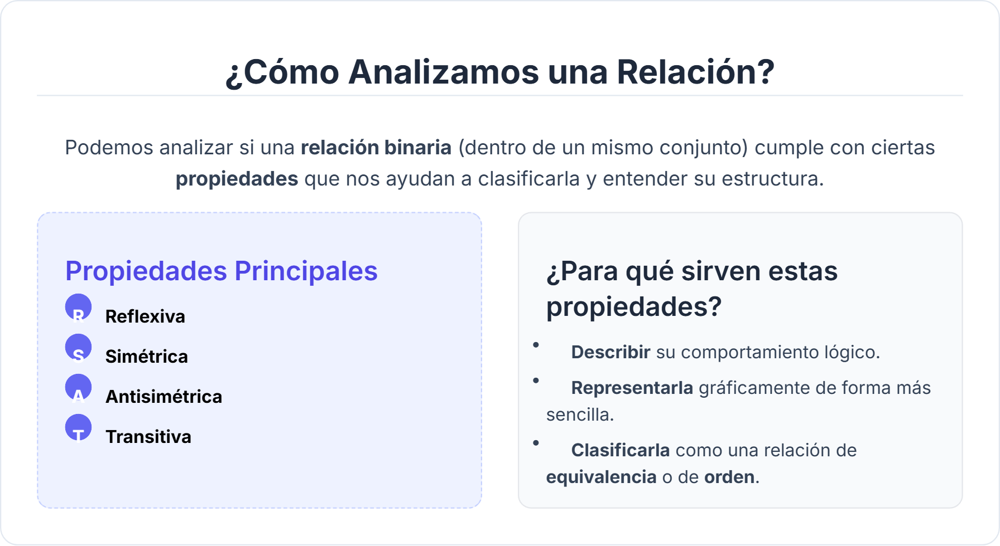 ¿Cómo Analizamos una Relación?
Podemos analizar si una relación binaria (dentro de un mismo conjunto) cumple con ciertas
propiedades que nos ayudan a clasificarla y entender su estructura.
Propiedades Principales
R Reflexiva
S Simétrica
A Antisimétrica
T Transitiva
¿Para qué sirven estas
propiedades?
• Describir su comportamiento lógico.
• Representarla gráficamente de forma más
sencilla.
• Clasificarla como una relación de
equivalencia o de orden.